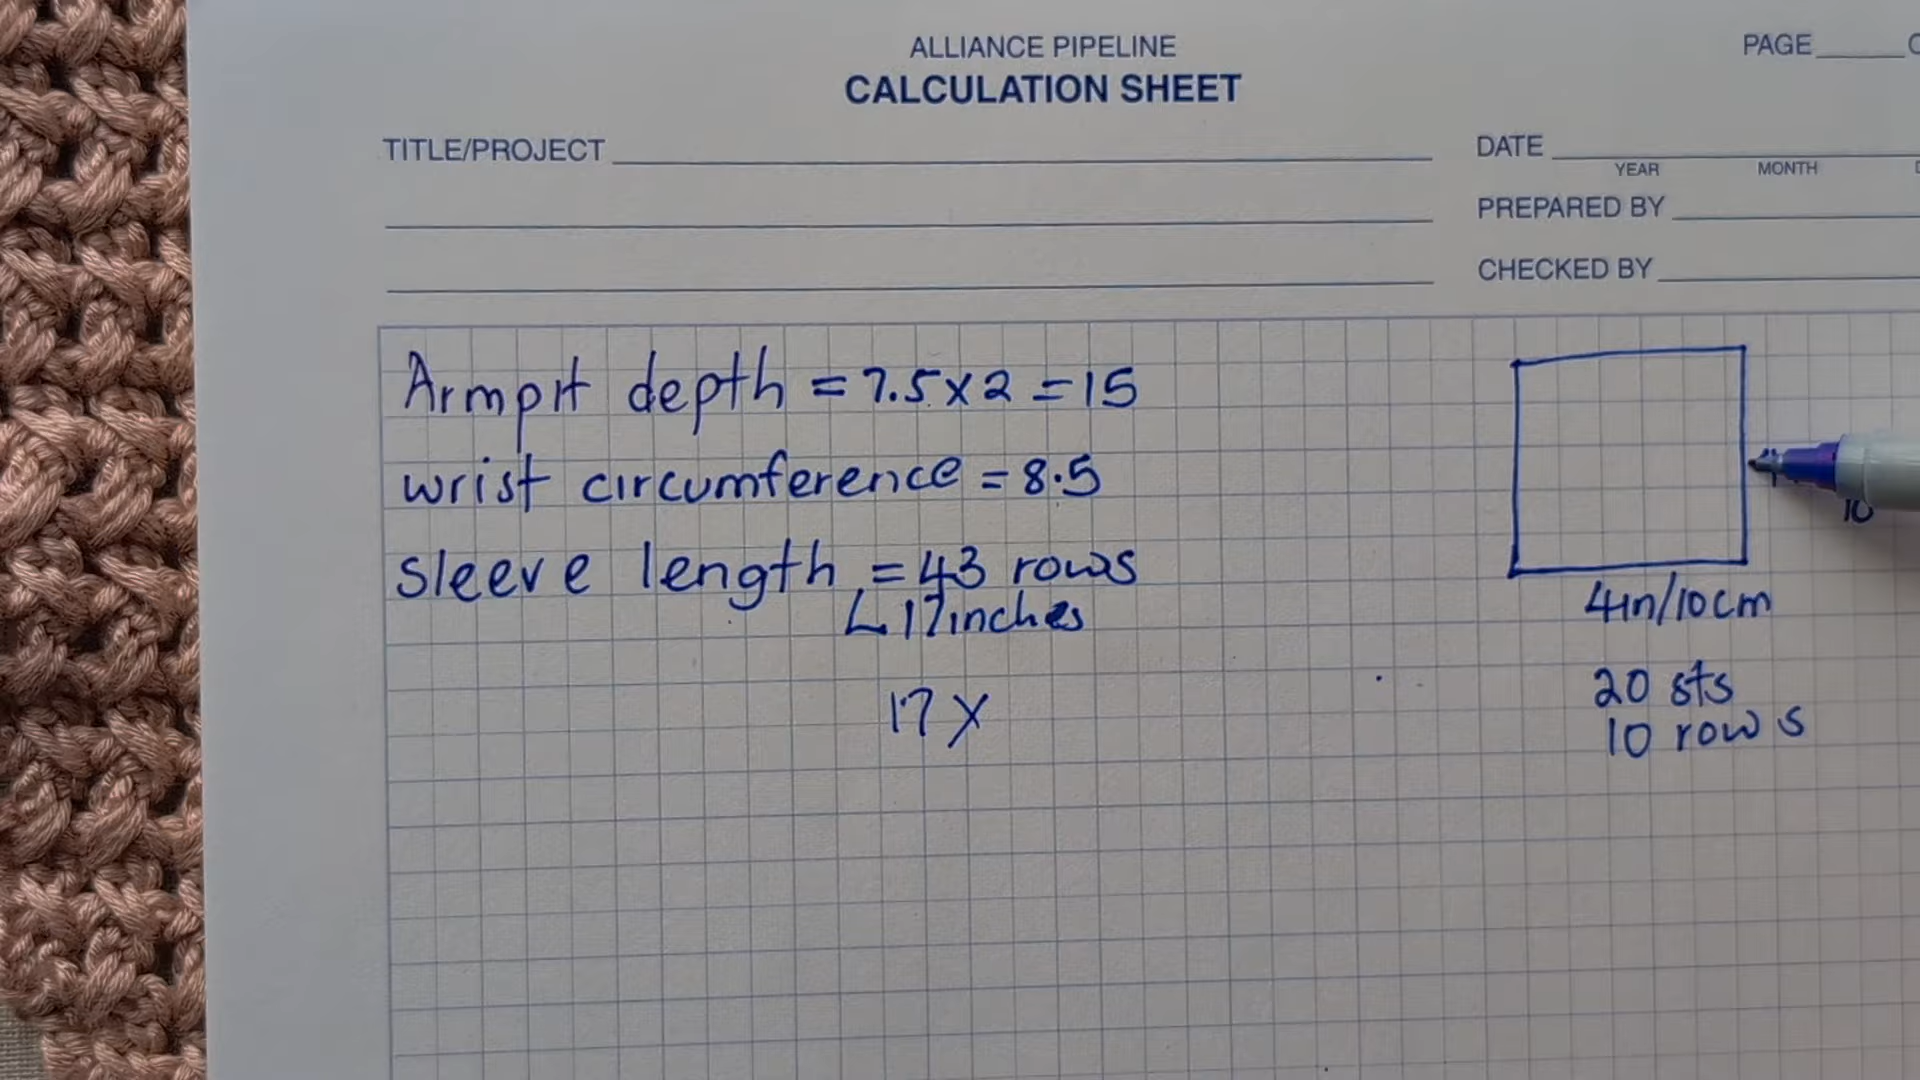 ALLIANCE PIPELINE
CALCULATION SHEET
PAGE
TITLE/PROJECT
DATE
YEAR MONTH
PREPARED BY
CHECKED BY
Armpit depth = 7.5 x 2 = 15
wrist circumference = 8.5
sleeve length = 43 rows
17 inches
17 x
10
4in/10cm
20 sts
10 rows